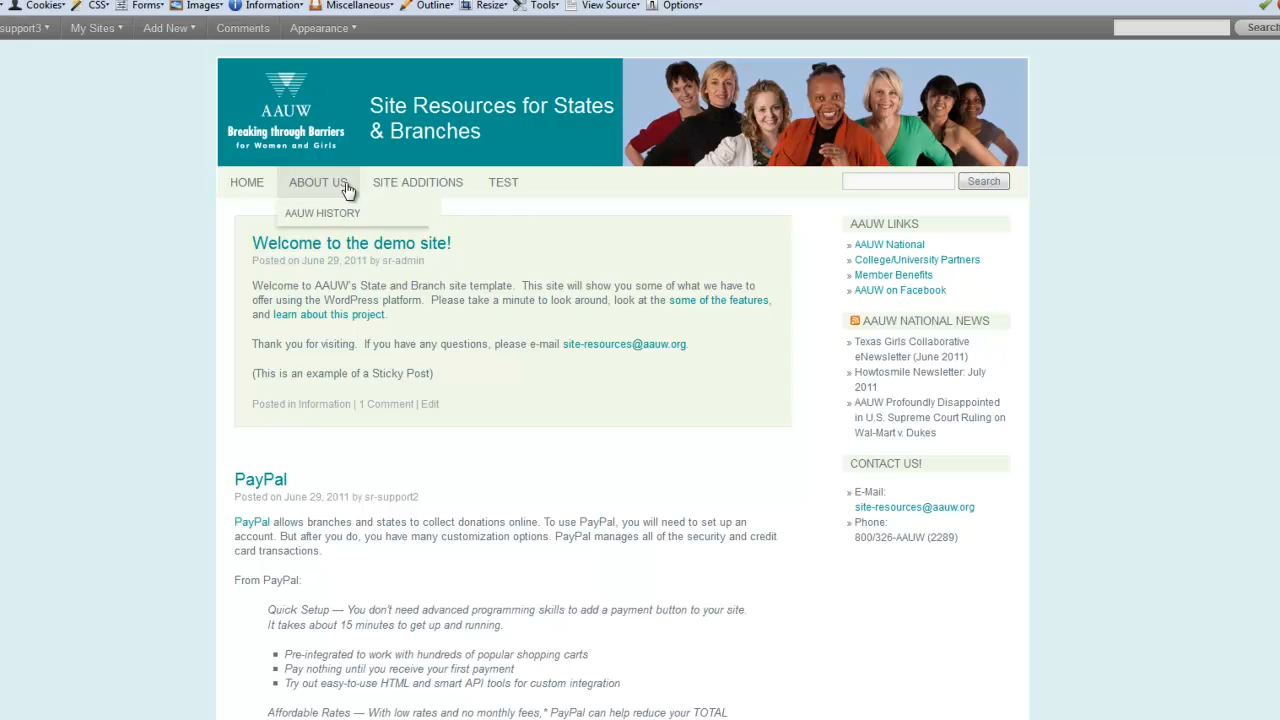 Cookies CSS Forms Images Information Miscellaneous Outline Resize Tools View Source Options
support3 My Sites Add New Comments Appearance Search
AAUW
Breaking through Barriers
for Women and Girls
Site Resources for States
& Branches
HOME ABOUT US SITE ADDITIONS TEST Search
AAUW HISTORY
Welcome to the demo site!
Posted on June 29, 2011 by sr-admin
Welcome to AAUW's State and Branch site template. This site will show you some of what we have to
offer using the WordPress platform. Please take a minute to look around, look at the some of the features,
and learn about this project.
Thank you for visiting. If you have any questions, please e-mail site-resources@aauw.org.
(This is an example of a Sticky Post)
Posted in Information | 1 Comment | Edit
PayPal
Posted on June 29, 2011 by sr-support2
PayPal allows branches and states to collect donations online. To use PayPal, you will need to set up an
account. But after you do, you have many customization options. PayPal manages all of the security and credit
card transactions.
From PayPal:
Quick Setup — You don't need advanced programming skills to add a payment button to your site.
It takes about 15 minutes to get up and running.
▪ Pre-integrated to work with hundreds of popular shopping carts
▪ Pay nothing until you receive your first payment
▪ Try out easy-to-use HTML and smart API tools for custom integration
Affordable Rates — With low rates and no monthly fees,* PayPal can help reduce your TOTAL
AAUW LINKS
» AAUW National
» College/University Partners
» Member Benefits
» AAUW on Facebook
AAUW NATIONAL NEWS
» Texas Girls Collaborative
eNewsletter (June 2011)
» Howtosmile Newsletter: July
2011
» AAUW Profoundly Disappointed
in U.S. Supreme Court Ruling on
Wal-Mart v. Dukes
CONTACT US!
» E-Mail:
site-resources@aauw.org
» Phone:
800/326-AAUW (2289)